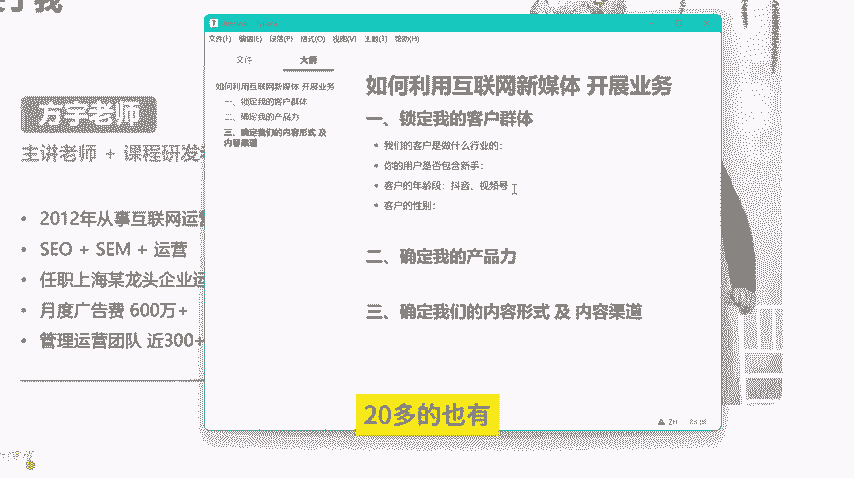 文件(F) 编辑(E) 段落(P) 格式(O) 视图(V) 主题(T) 帮助(H)
文件 大纲
如何利用互联网新媒体 开展业务
一、锁定我的客户群体
二、确定我的产品力
三、确定我们的内容形式 及
内容渠道
如何利用互联网新媒体 开展业务
一、锁定我的客户群体
我们的客户是做什么行业的：
你的用户是否包含新手：
客户的年龄段：抖音、视频号
客户的性别：
二、确定我的产品力
三、确定我们的内容形式 及 内容渠道
主讲老师 + 课程研发
• 2012年从事互联网运营
• SEO + SEM + 运营
• 任职上海某龙头企业运
• 月度广告费 600万+
• 管理运营团队 近300+
20多的也有